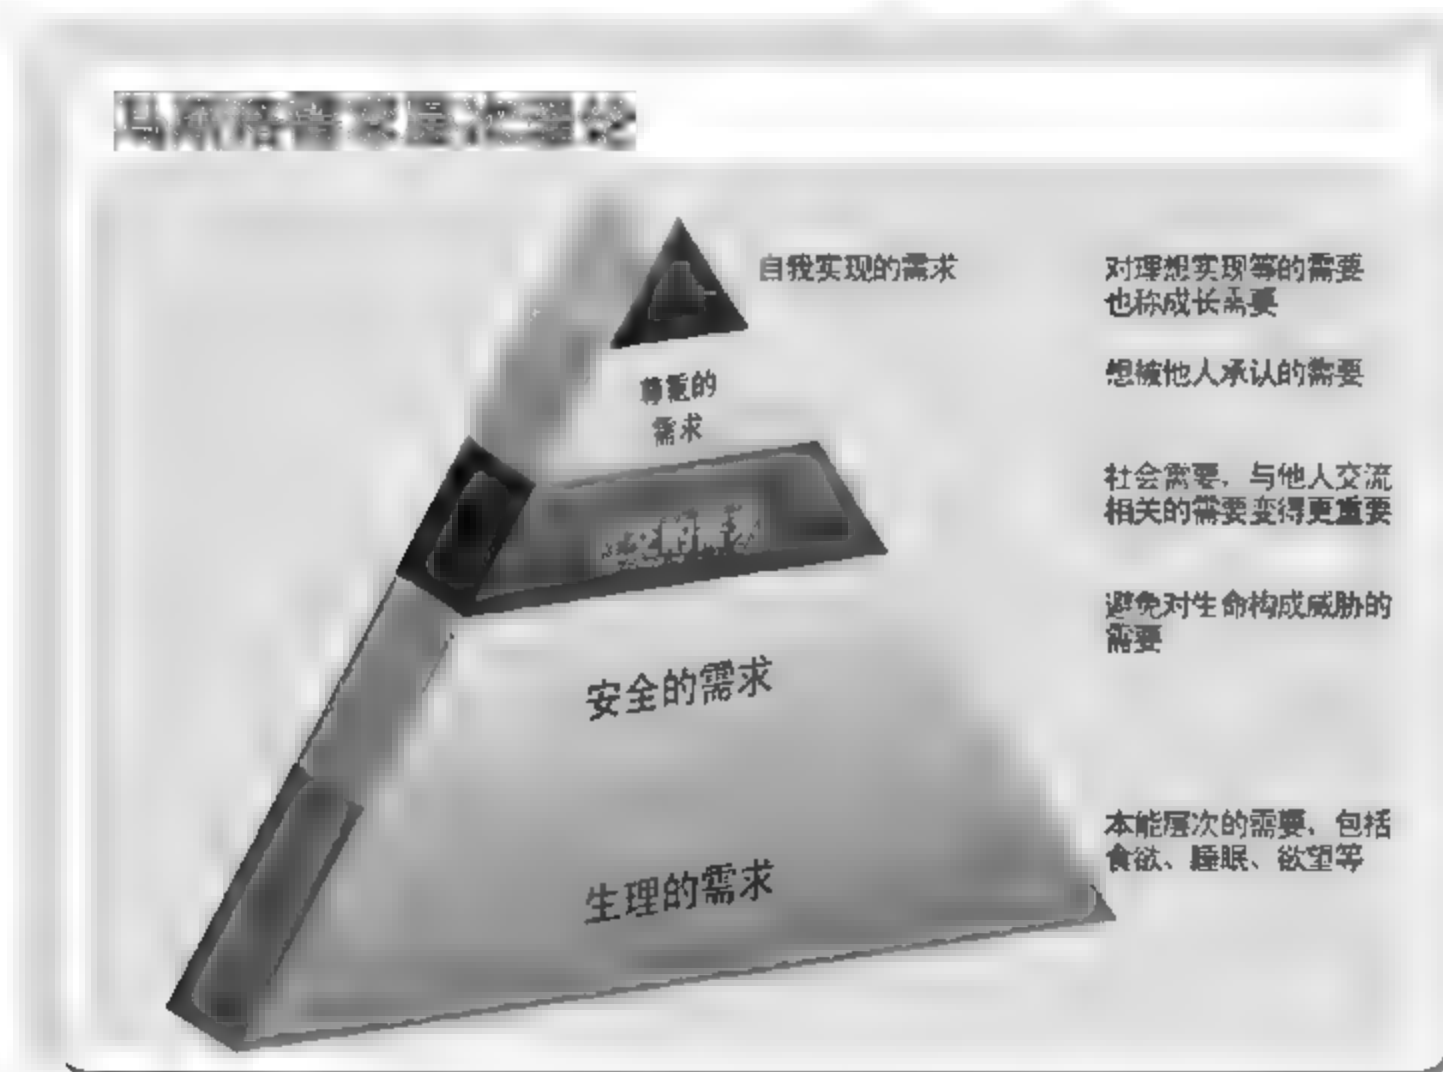 自我实现的需求
对理想实现等的需要
也称成长需要
尊重的
需求
想被他人承认的需要
社会需要，与他人交流
相关的需要变得更重要
安全的需求
避免对生命构成威胁的
需要
生理的需求
本能层次的需要，包括
食欲、睡眠、欲望等